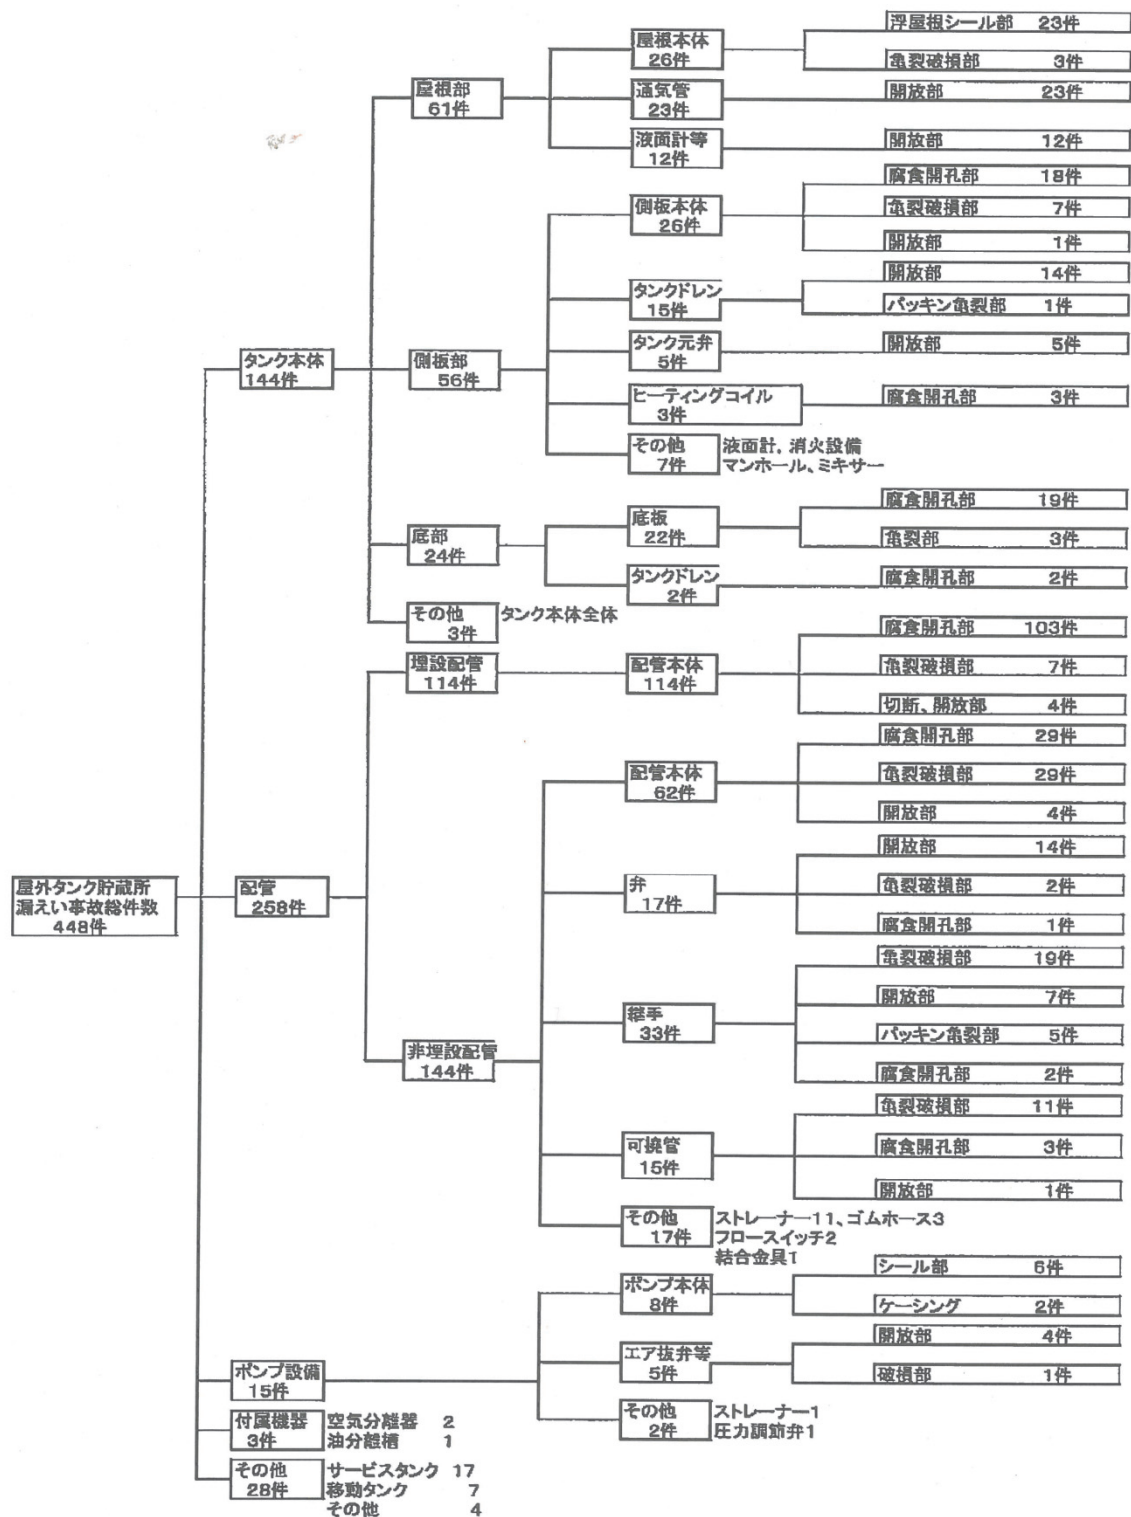 屋外タンク貯蔵所
漏えい事故総件数
448件
タンク本体
144件
屋根部
61件
屋根本体
26件
浮屋根シール部 23件
亀裂破損部 3件
通気管
23件
開放部 23件
液面計等
12件
開放部 12件
側板部
56件
側板本体
26件
腐食開孔部 18件
亀裂破損部 7件
開放部 1件
タンクドレン
15件
開放部 14件
パッキン亀裂部 1件
タンク元弁
5件
開放部 5件
ヒーティングコイル
3件
腐食開孔部 3件
その他
7件
液面計，消火設備
マンホール、ミキサー
底部
24件
底板
22件
腐食開孔部 19件
亀裂部 3件
タンクドレン
2件
腐食開孔部 2件
その他
3件
タンク本体全体
配管
258件
埋設配管
114件
配管本体
114件
腐食開孔部 103件
亀裂破損部 7件
切断、開放部 4件
非埋設配管
144件
配管本体
62件
腐食開孔部 29件
亀裂破損部 29件
開放部 4件
弁
17件
開放部 14件
亀裂破損部 2件
腐食開孔部 1件
継手
33件
亀裂破損部 19件
開放部 7件
パッキン亀裂部 5件
腐食開孔部 2件
可撓管
15件
亀裂破損部 11件
腐食開孔部 3件
開放部 1件
その他
17件
ストレーナー11、ゴムホース3
フロースイッチ2
結合金具1
ポンプ設備
15件
ポンプ本体
8件
シール部 6件
ケーシング 2件
エア抜弁等
5件
開放部 4件
破損部 1件
その他
2件
ストレーナー1
圧力調節弁1
付属機器
3件
空気分離器 2
油分離槽 1
その他
28件
サービスタンク 17
移動タンク 7
その他 4